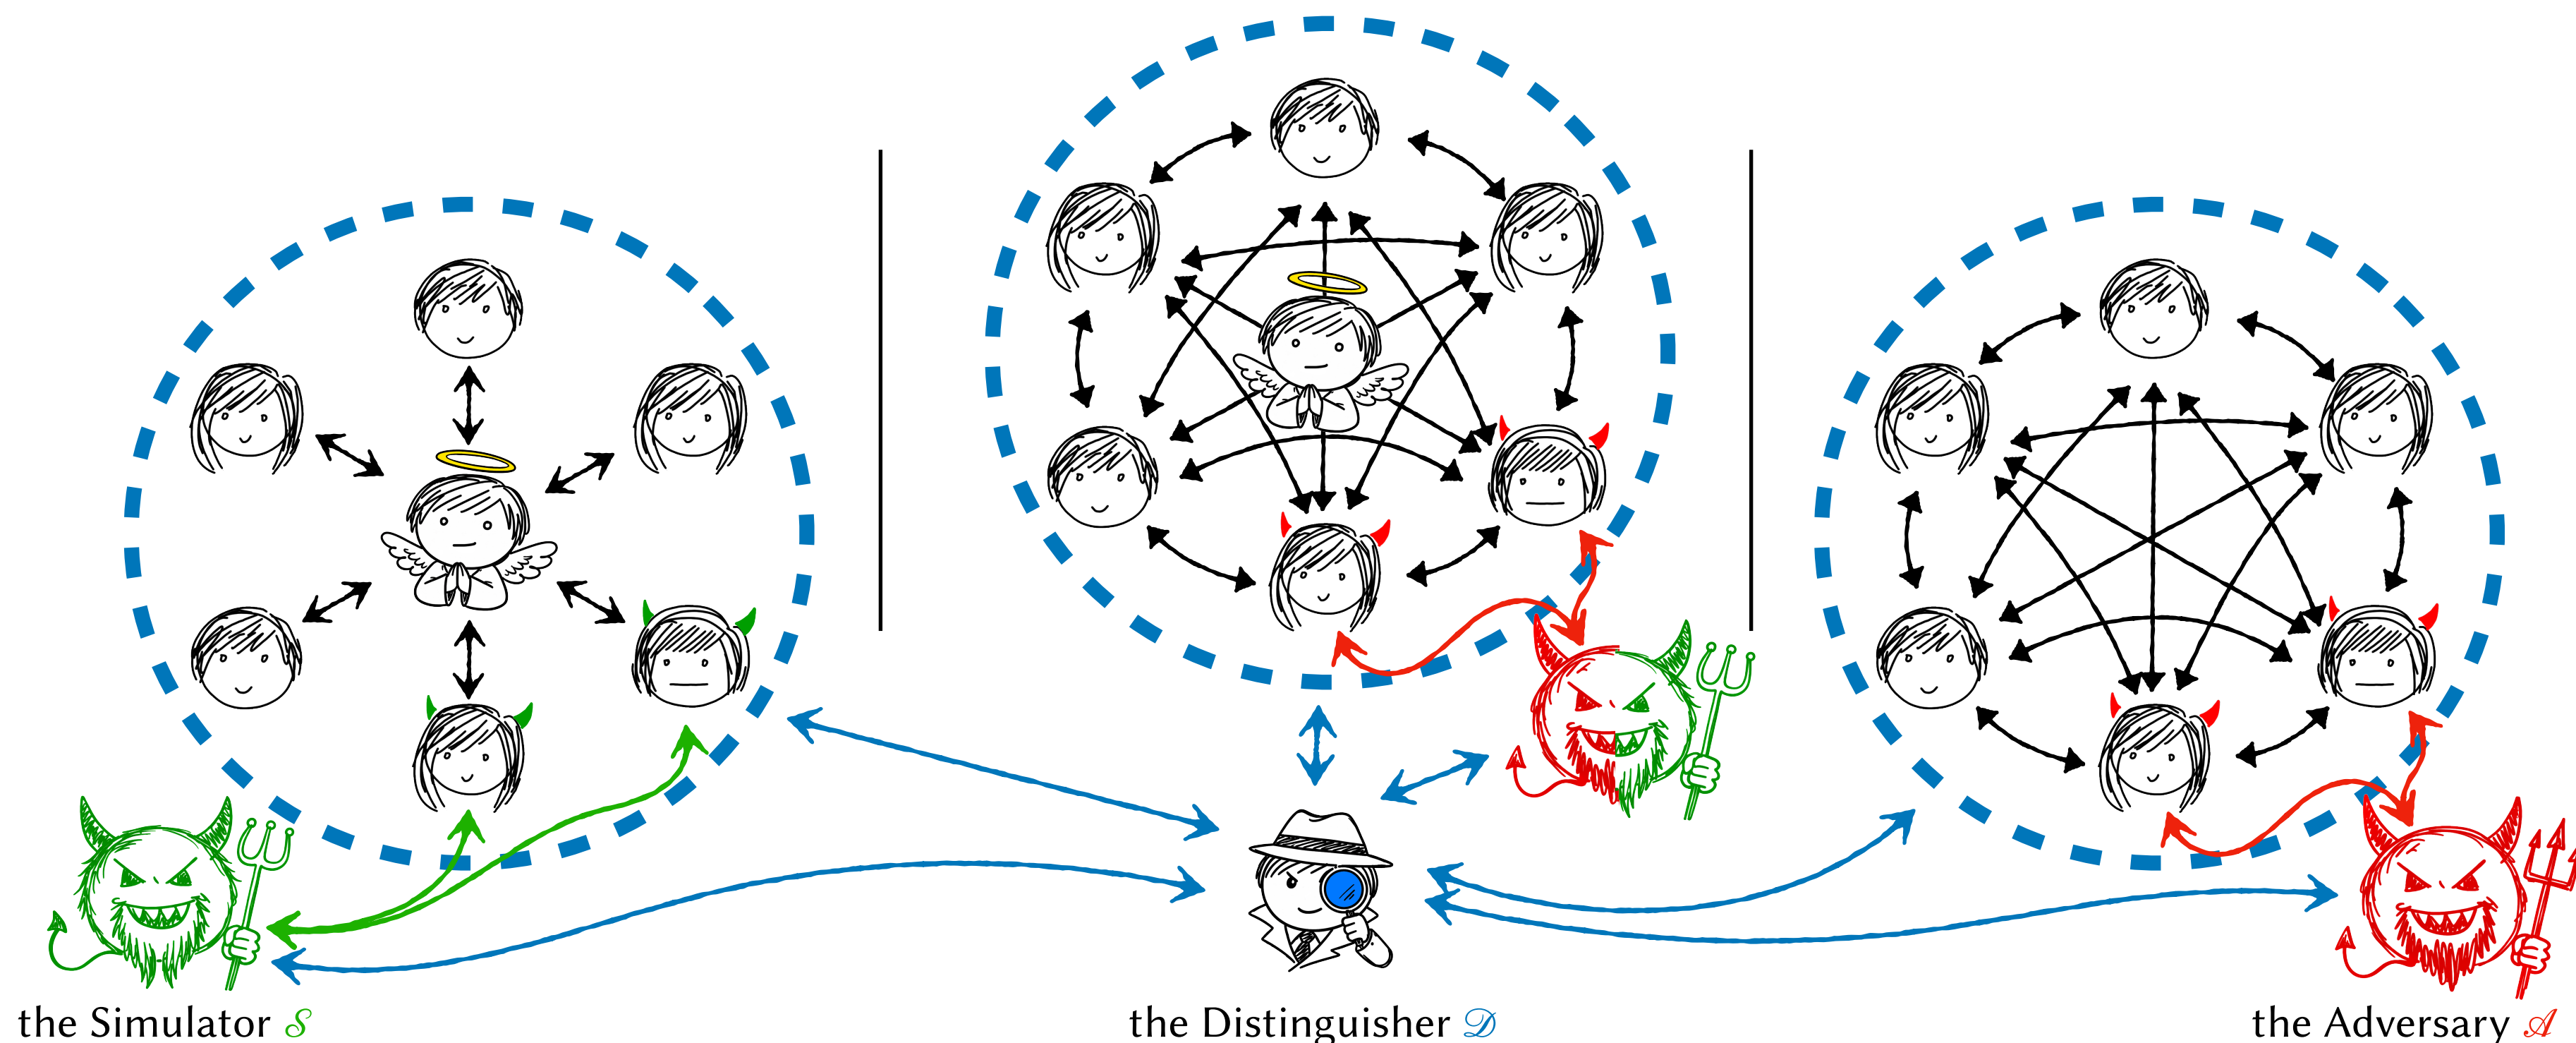 the Simulator 𝒮
the Distinguisher 𝒟
the Adversary 𝒜